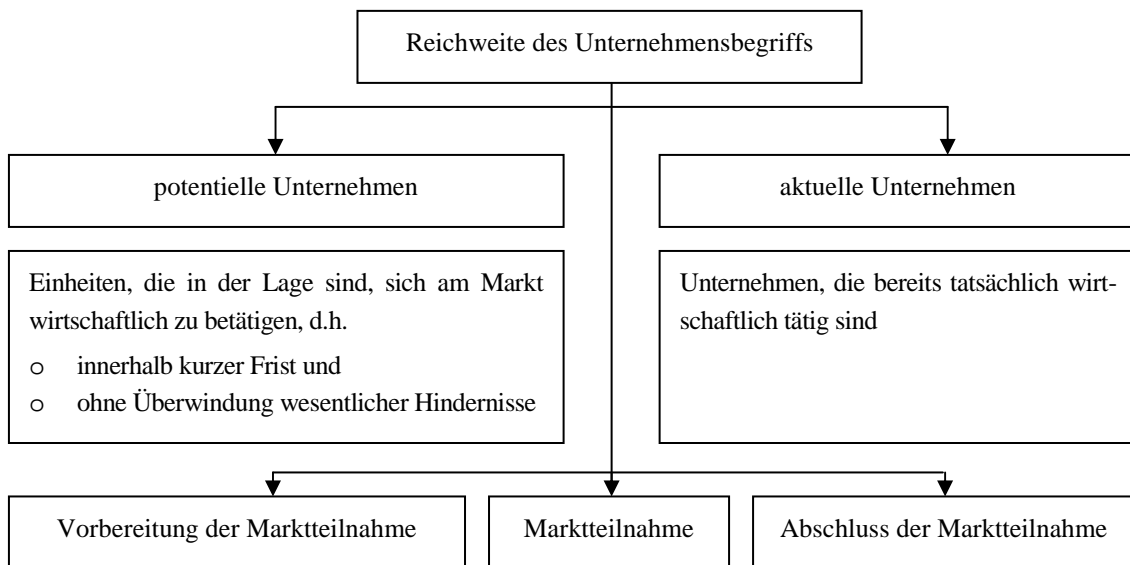 Reichweite des Unternehmensbegriffs
potentielle Unternehmen
aktuelle Unternehmen
Einheiten, die in der Lage sind, sich am Markt
wirtschaftlich zu betätigen, d.h.
o innerhalb kurzer Frist und
o ohne Überwindung wesentlicher Hindernisse
Unternehmen, die bereits tatsächlich wirt-
schaftlich tätig sind
Vorbereitung der Marktteilnahme
Marktteilnahme
Abschluss der Marktteilnahme